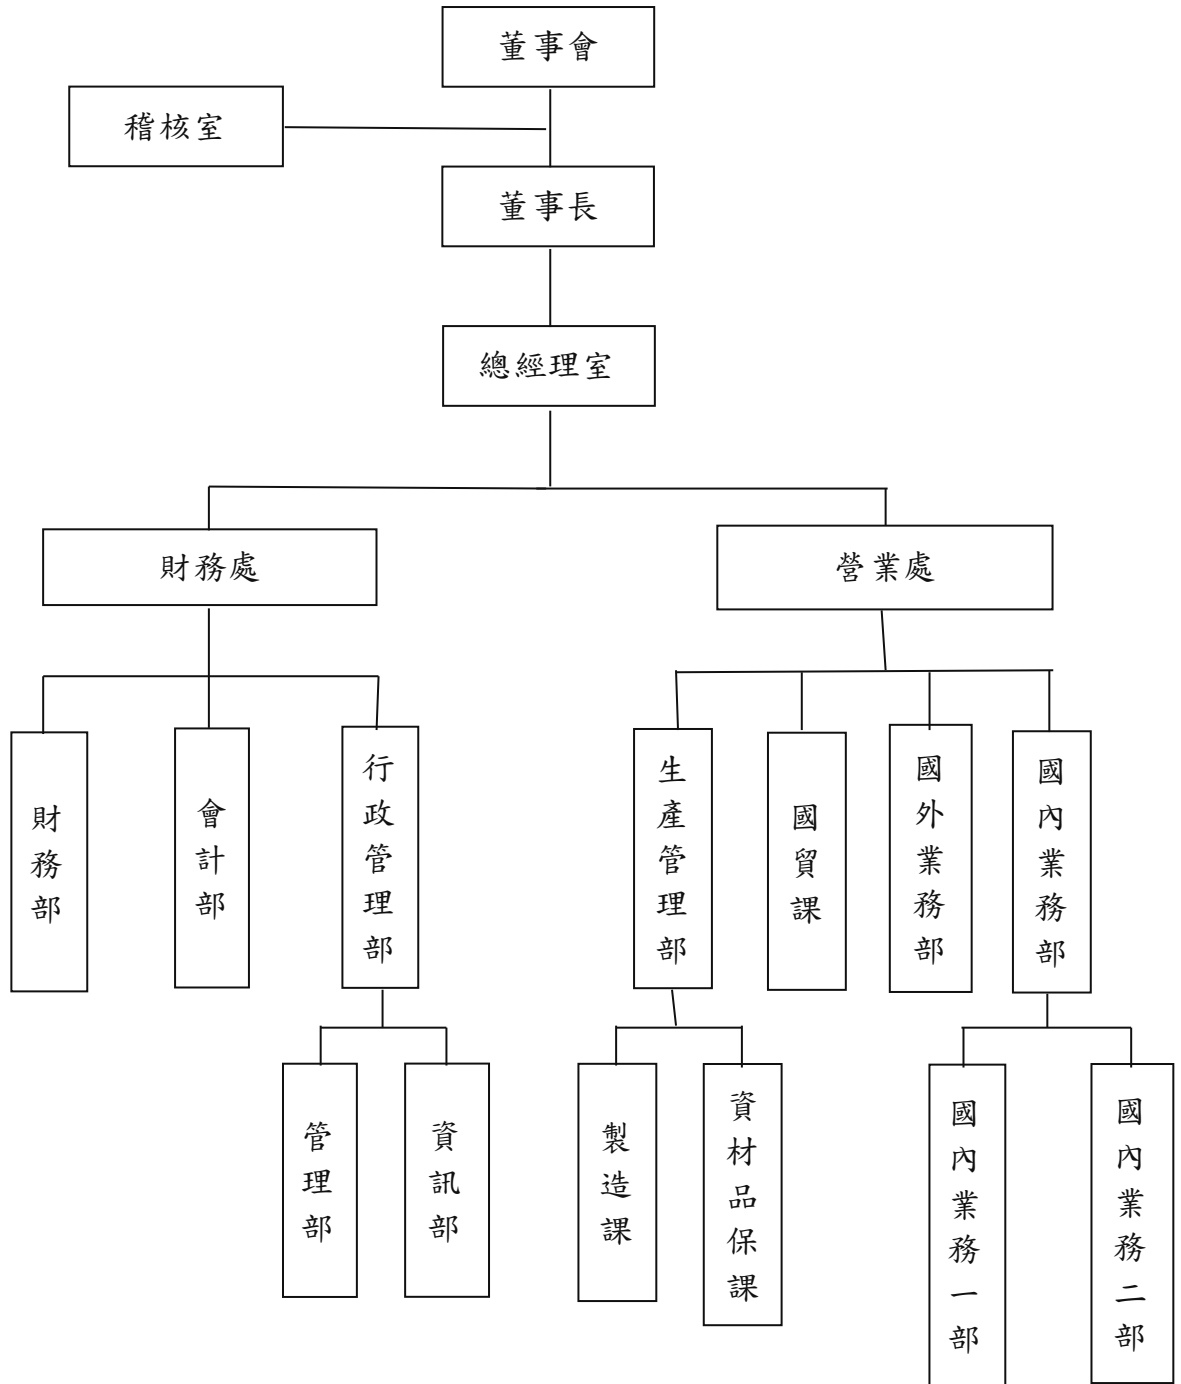 董事會
稽核室
董事長
總經理室
財務處
營業處
財務部
會計部
行政管理部
生產管理部
國貿課
國外業務部
國內業務部
管理部
資訊部
製造課
資材品保課
國內業務一部
國內業務二部